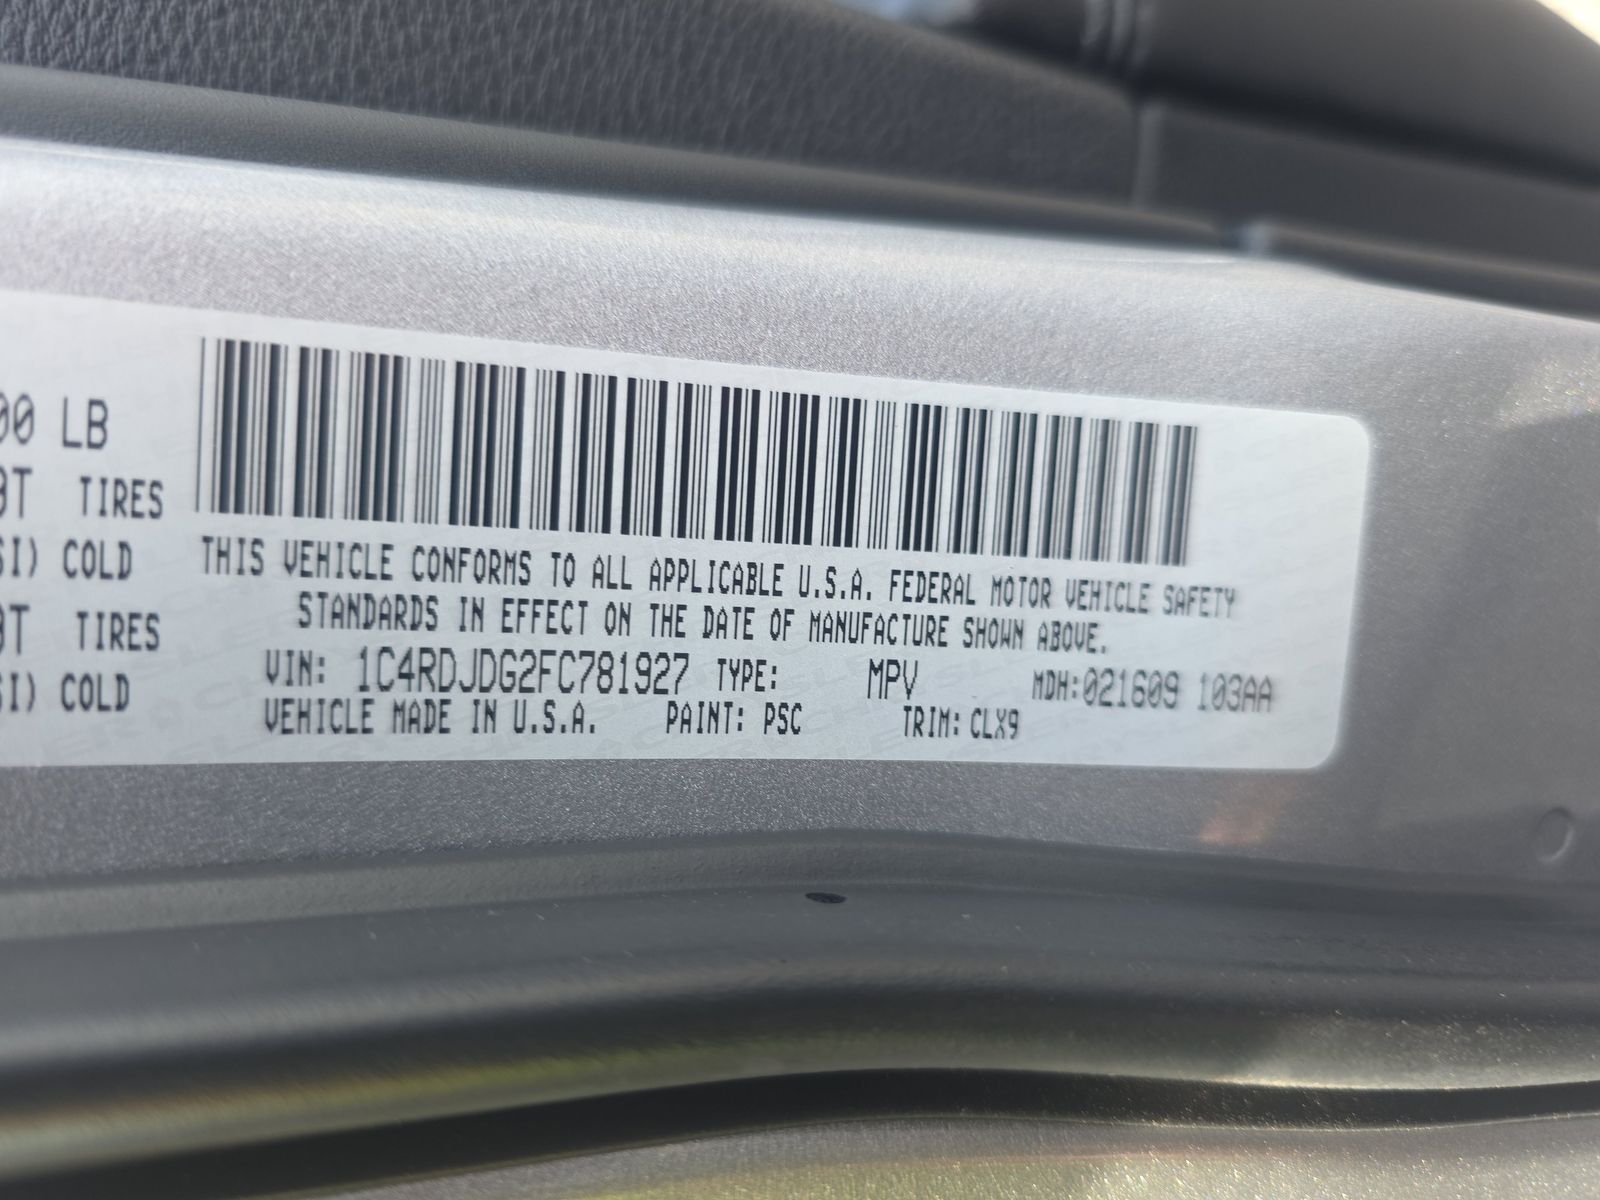 00 LB
0T TIRES
SI) COLD
0T TIRES
SI) COLD
THIS VEHICLE CONFORMS TO ALL APPLICABLE U.S.A. FEDERAL MOTOR VEHICLE SAFETY
STANDARDS IN EFFECT ON THE DATE OF MANUFACTURE SHOWN ABOVE.
VIN: 1C4RDJDG2FC781927 TYPE: MPV MDH:021609 103AA
VEHICLE MADE IN U.S.A. PAINT: PSC TRIM: CLX9